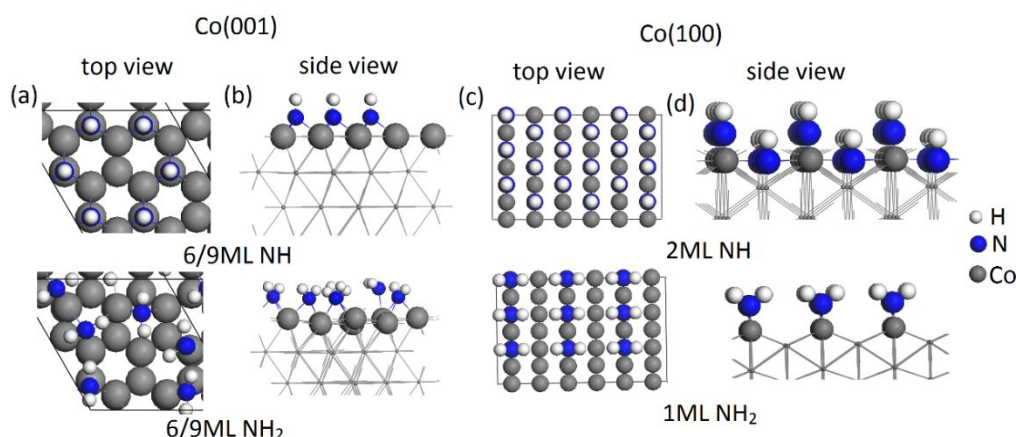 Co(001)
Co(100)
top view
side view
top view
side view
(a)
(b)
(c)
(d)
6/9ML NH
2ML NH
H
N
Co
6/9ML NH₂
1ML NH₂